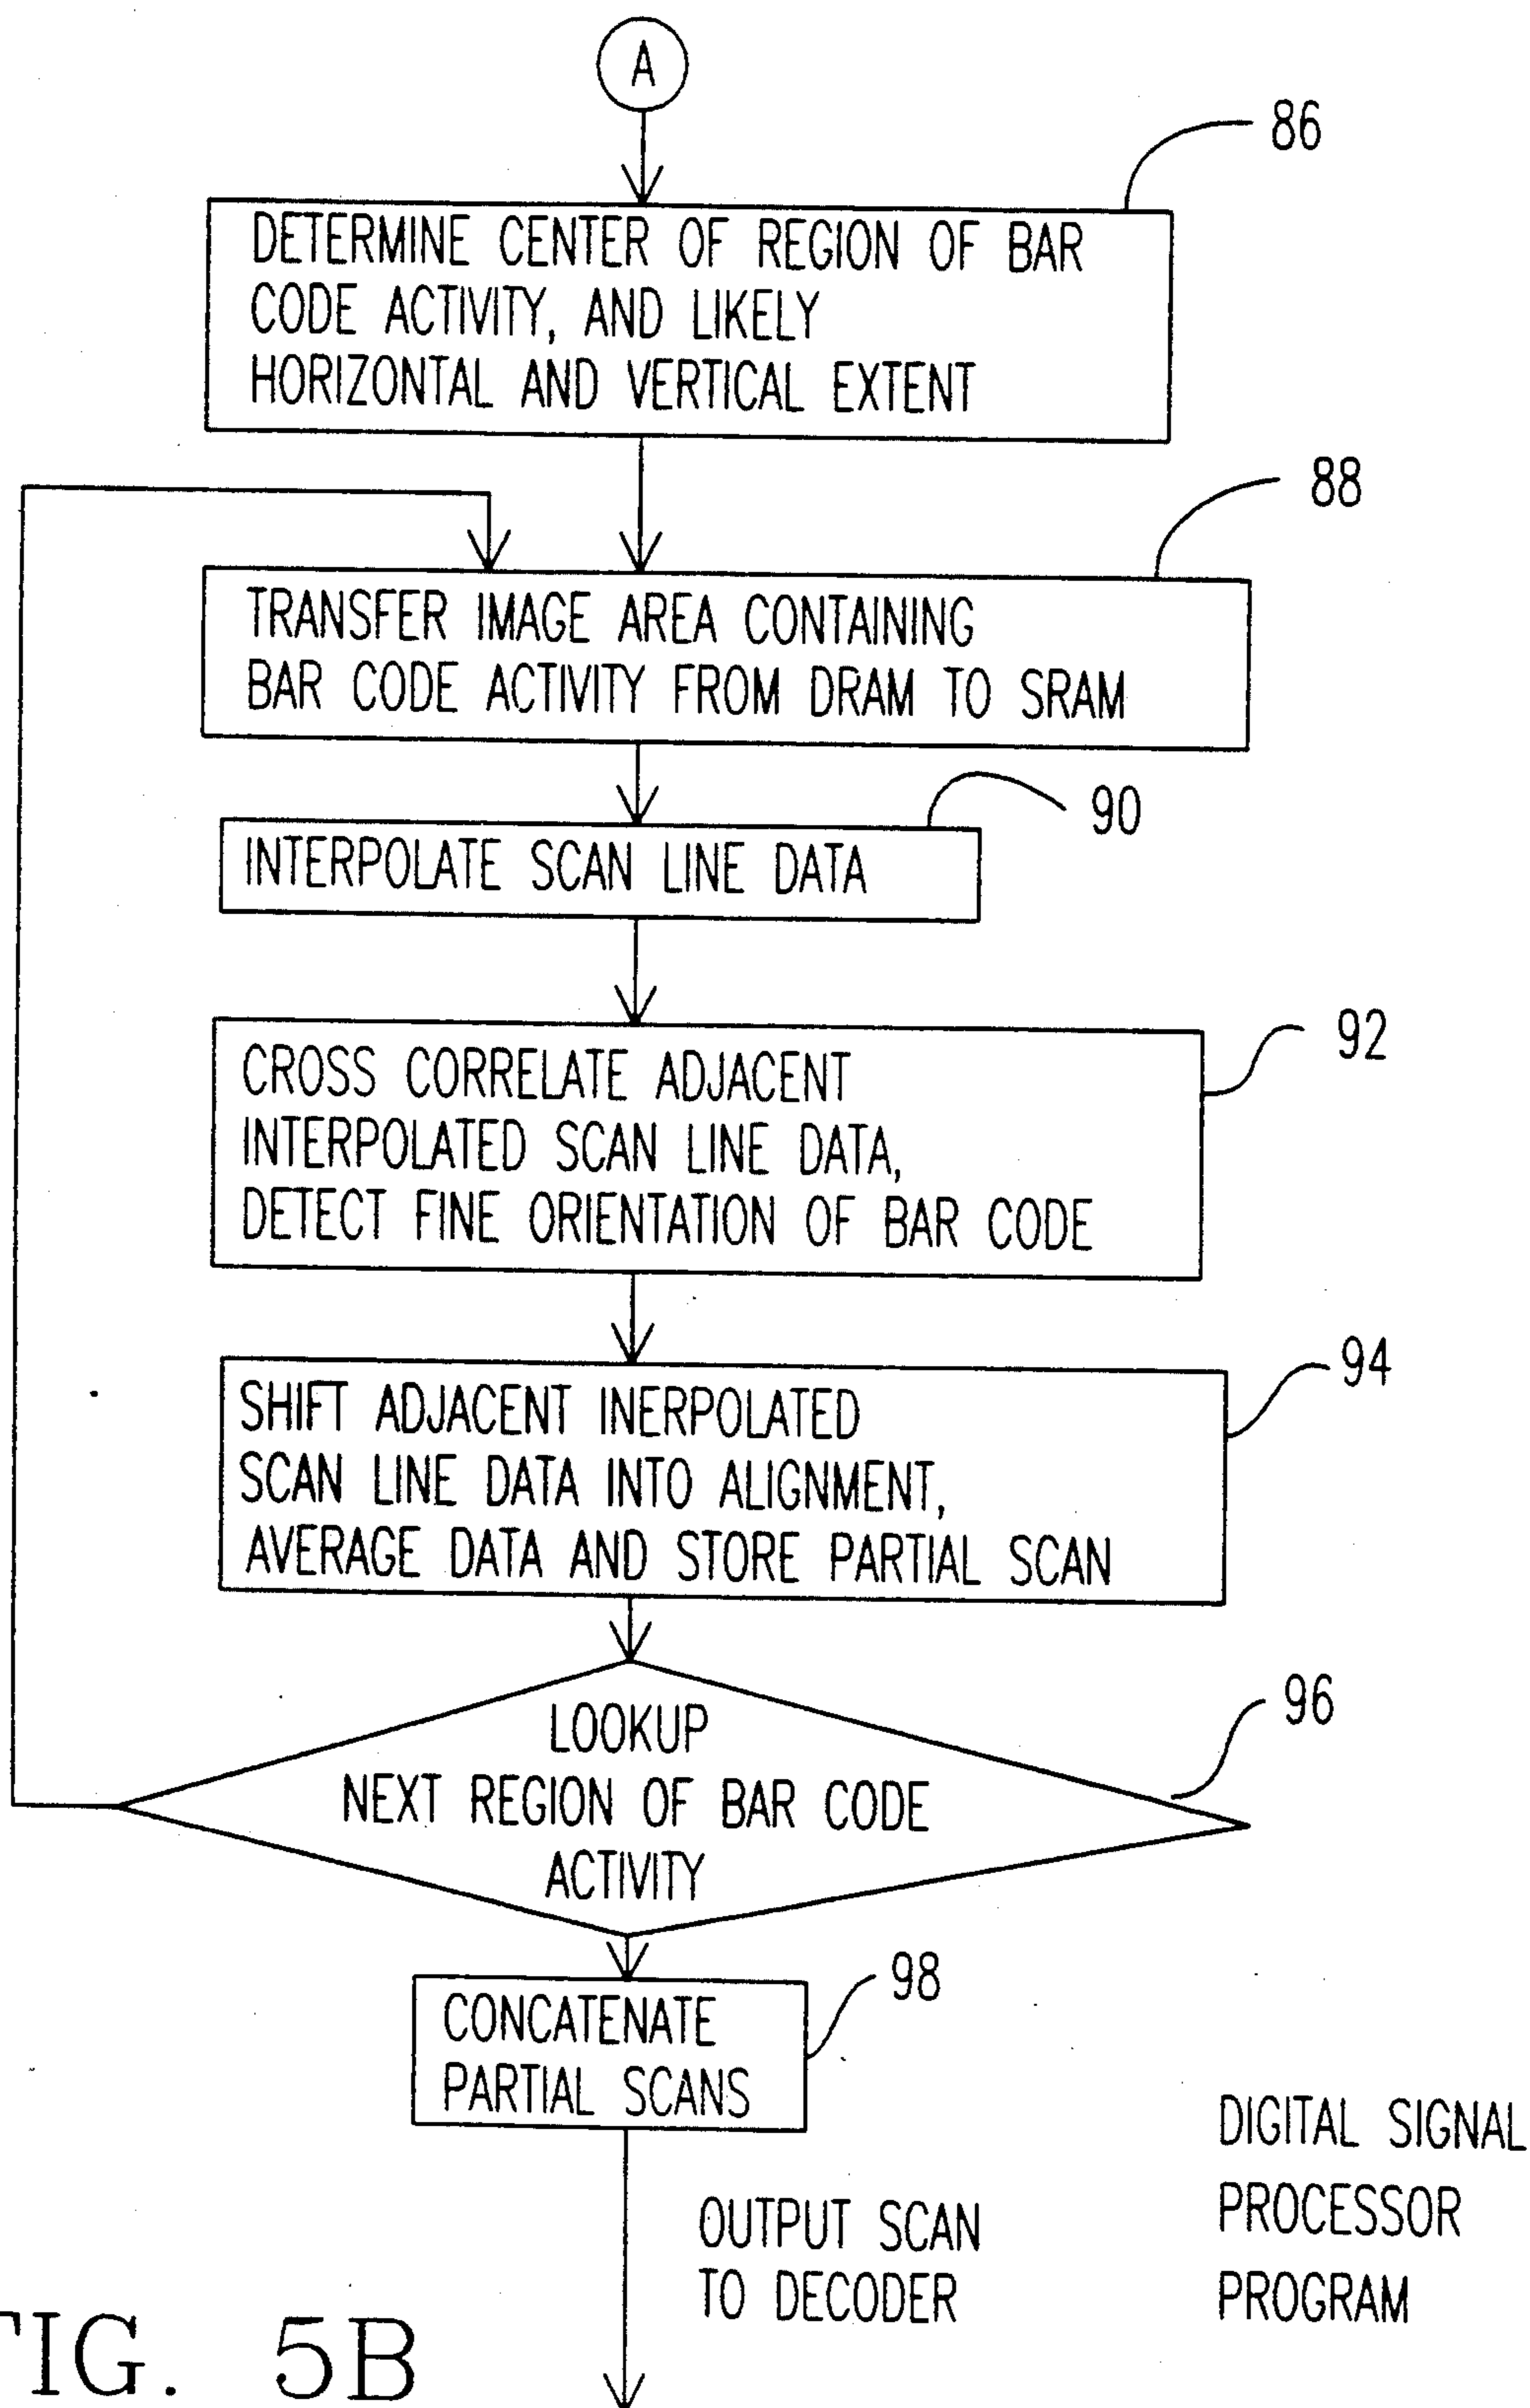 A
86
DETERMINE CENTER OF REGION OF BAR
CODE ACTIVITY, AND LIKELY
HORIZONTAL AND VERTICAL EXTENT
88
TRANSFER IMAGE AREA CONTAINING
BAR CODE ACTIVITY FROM DRAM TO SRAM
90
INTERPOLATE SCAN LINE DATA
92
CROSS CORRELATE ADJACENT
INTERPOLATED SCAN LINE DATA,
DETECT FINE ORIENTATION OF BAR CODE
94
SHIFT ADJACENT INERPOLATED
SCAN LINE DATA INTO ALIGNMENT,
AVERAGE DATA AND STORE PARTIAL SCAN
96
LOOKUP
NEXT REGION OF BAR CODE
ACTIVITY
98
CONCATENATE
PARTIAL SCANS
OUTPUT SCAN
TO DECODER
DIGITAL SIGNAL
PROCESSOR
PROGRAM
FIG. 5B